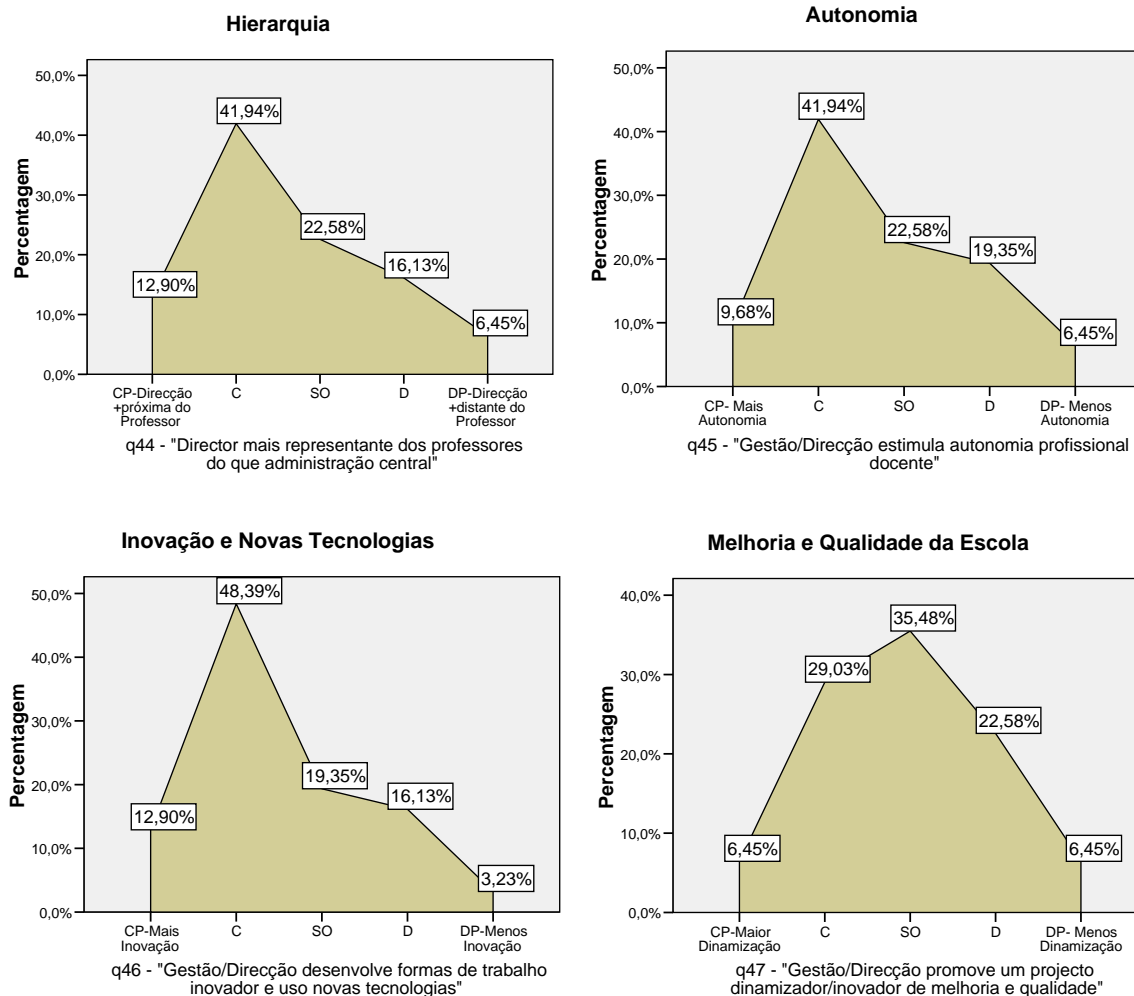 Hierarquia
Percentagem
50,0%
40,0%
30,0%
20,0%
10,0%
0,0%
41,94%
22,58%
16,13%
12,90%
6,45%
CP-Direcção
+próxima do
Professor
C
SO
D
DP-Direcção
+distante do
Professor
q44 - "Director mais representante dos professores
do que administração central"
Autonomia
Percentagem
50,0%
40,0%
30,0%
20,0%
10,0%
0,0%
41,94%
22,58%
19,35%
9,68%
6,45%
CP- Mais
Autonomia
C
SO
D
DP- Menos
Autonomia
q45 - "Gestão/Direcção estimula autonomia profissional
docente"
Inovação e Novas Tecnologias
Percentagem
50,0%
40,0%
30,0%
20,0%
10,0%
0,0%
48,39%
19,35%
16,13%
12,90%
3,23%
CP-Mais
Inovação
C
SO
D
DP-Menos
Inovação
q46 - "Gestão/Direcção desenvolve formas de trabalho
inovador e uso novas tecnologias"
Melhoria e Qualidade da Escola
Percentagem
40,0%
30,0%
20,0%
10,0%
0,0%
35,48%
29,03%
22,58%
6,45%
6,45%
CP-Maior
Dinamização
C
SO
D
DP- Menos
Dinamização
q47 - "Gestão/Direcção promove um projecto
dinamizador/inovador de melhoria e qualidade"